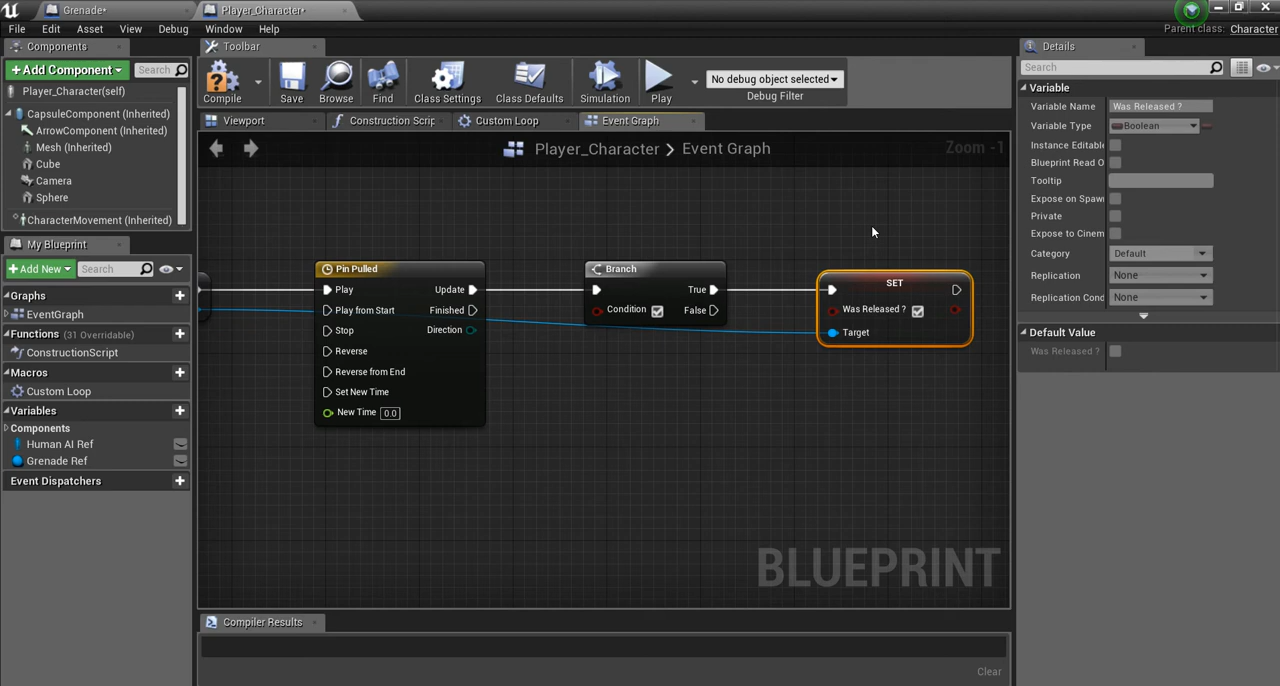 Grenade*
Player_Character*
File Edit Asset View Debug Window Help
Parent class: Character
Components
Add Component
Search
Player_Character(self)
CapsuleComponent (Inherited)
ArrowComponent (Inherited)
Mesh (Inherited)
Cube
Camera
Sphere
CharacterMovement (Inherited)
My Blueprint
Add New
Search
Graphs
EventGraph
Functions (31 Overridable)
ConstructionScript
Macros
Custom Loop
Variables
Components
Human AI Ref
Grenade Ref
Event Dispatchers
Toolbar
Compile
Save
Browse
Find
Class Settings
Class Defaults
Simulation
Play
No debug object selected
Debug Filter
Viewport
Construction Scrip
Custom Loop
Event Graph
Player_Character > Event Graph
Zoom -1
Pin Pulled
Play Update
Play from Start Finished
Stop Direction
Reverse
Reverse from End
Set New Time
New Time 0.0
Branch
True
Condition False
SET
Was Released ?
Target
BLUEPRINT
Compiler Results
Clear
Details
Search
Variable
Variable Name Was Released ?
Variable Type Boolean
Instance Editable
Blueprint Read O
Tooltip
Expose on Spawn
Private
Expose to Cinem
Category Default
Replication None
Replication Cond None
Default Value
Was Released ?